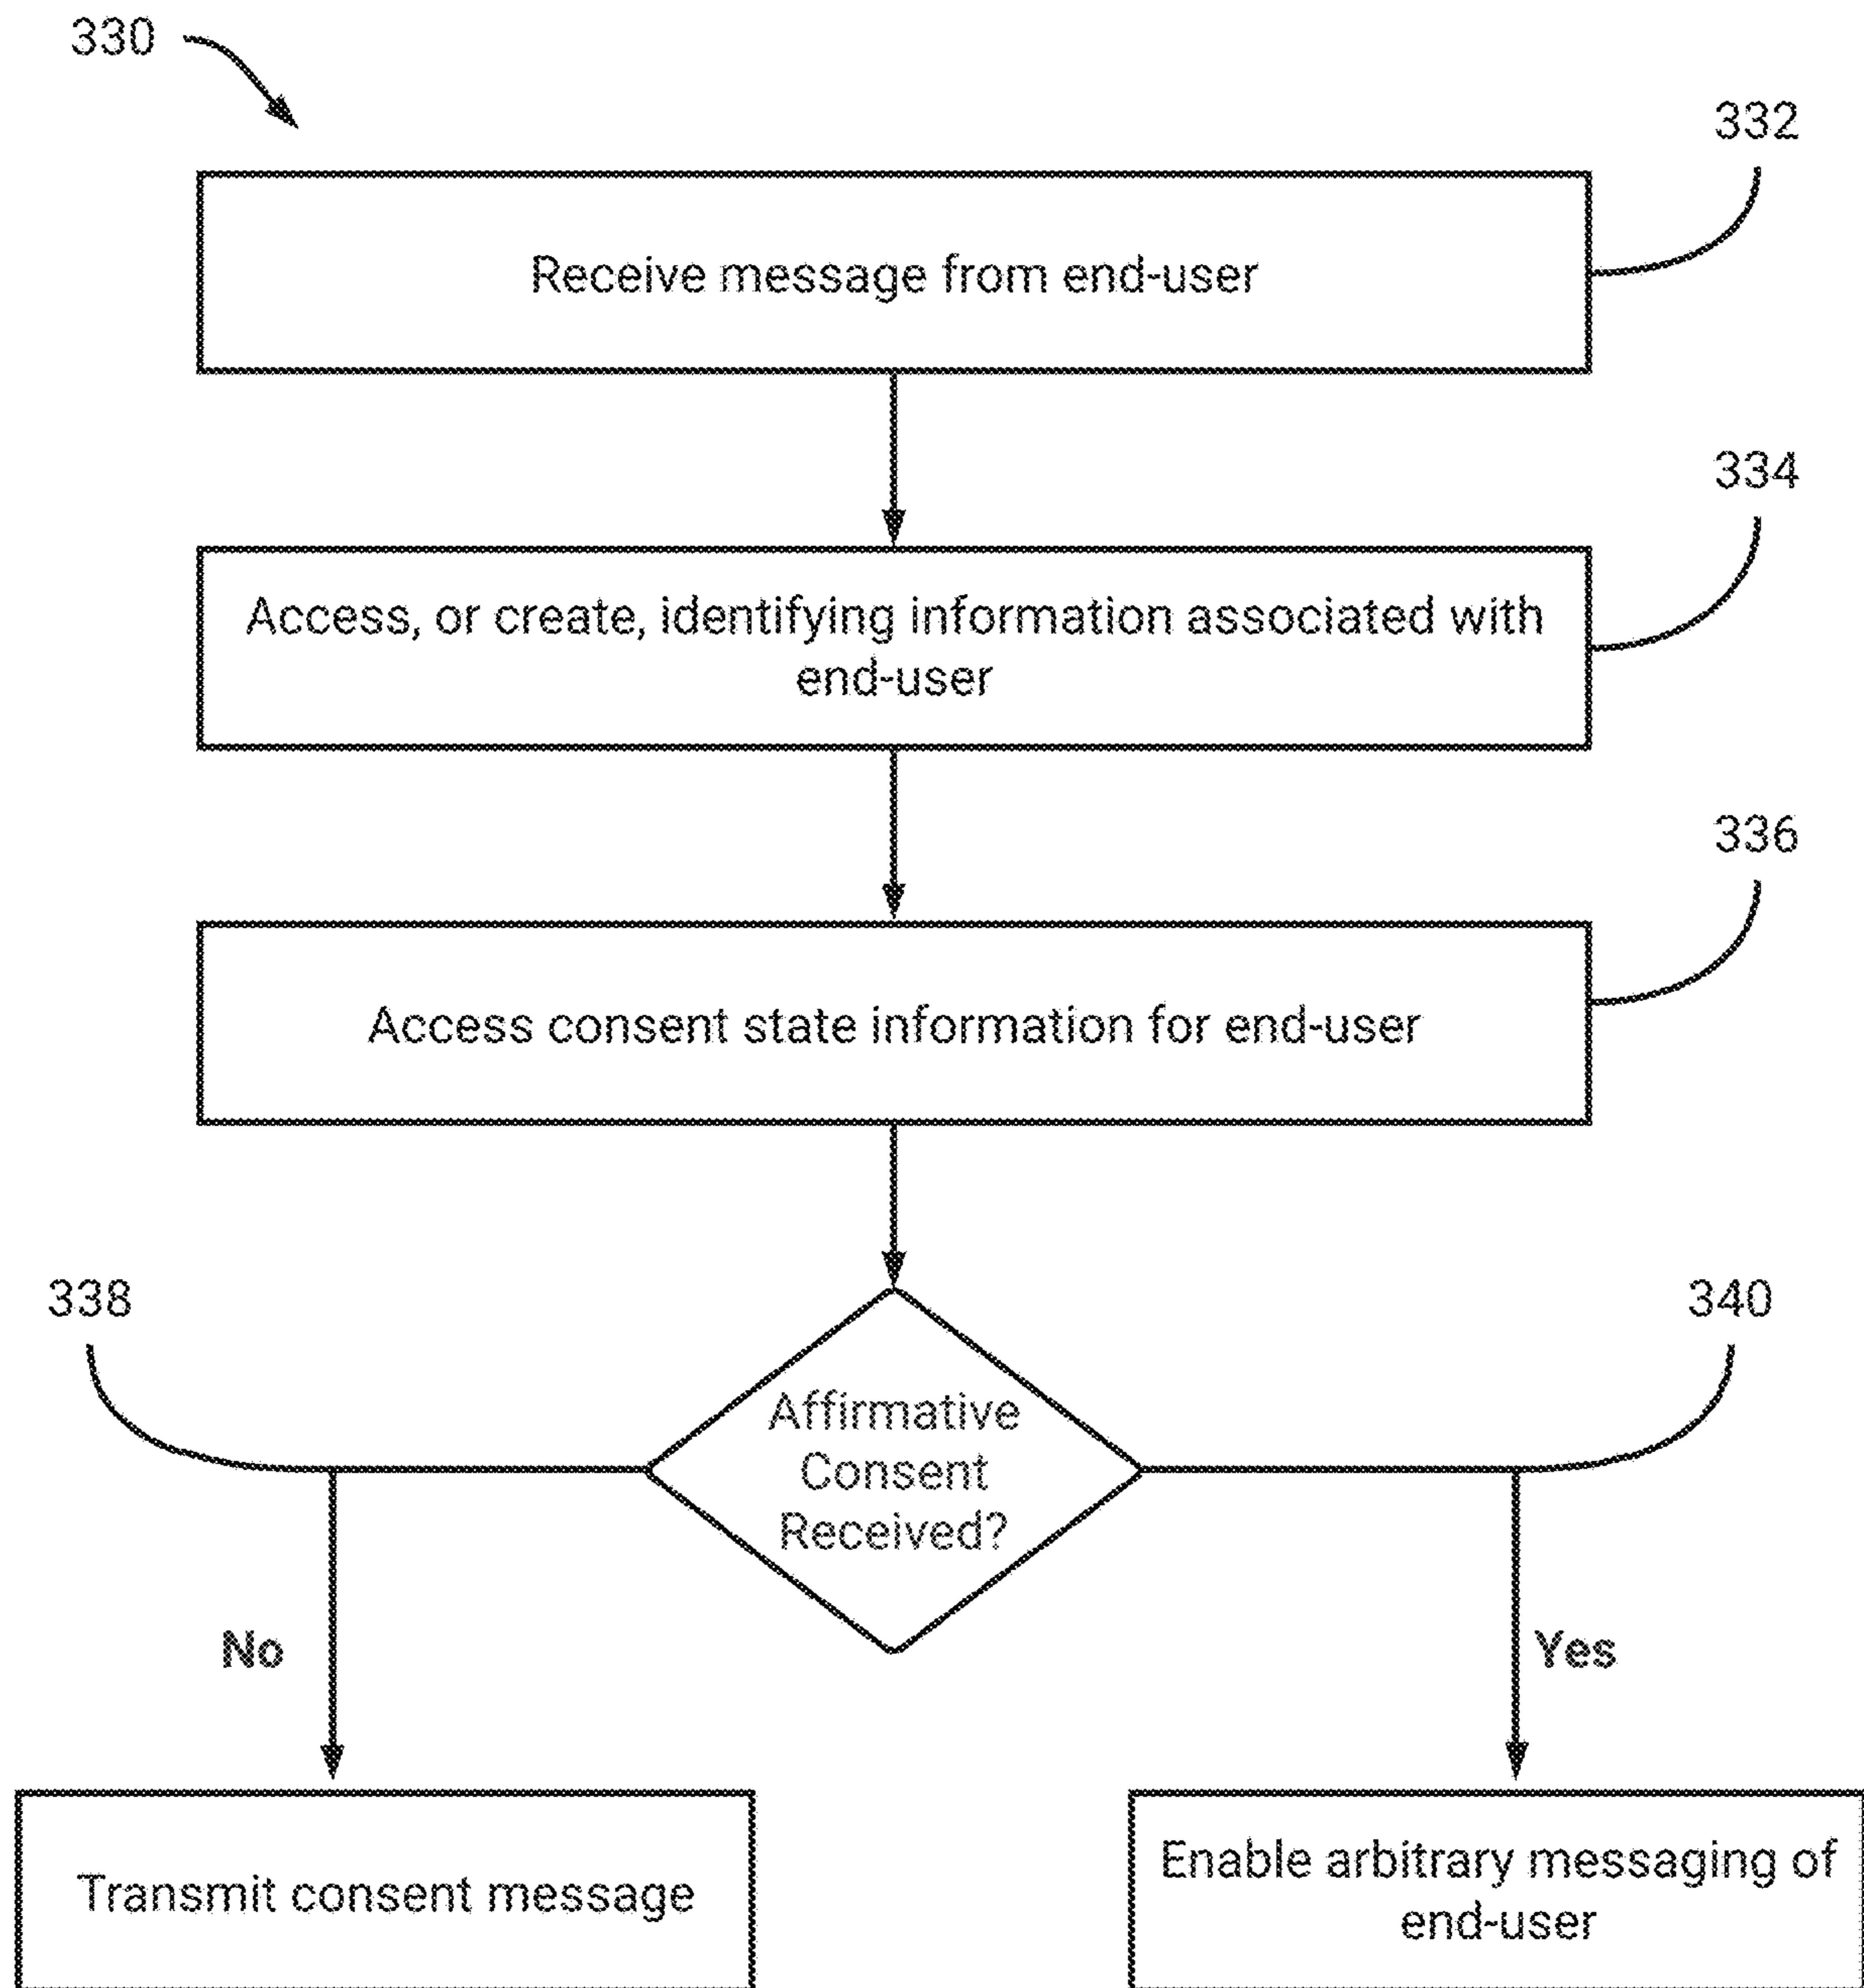 330
332
Receive message from end-user
334
Access, or create, identifying information associated with
end-user
336
Access consent state information for end-user
338
340
Affirmative
Consent
Received?
No
Yes
Transmit consent message
Enable arbitrary messaging of
end-user